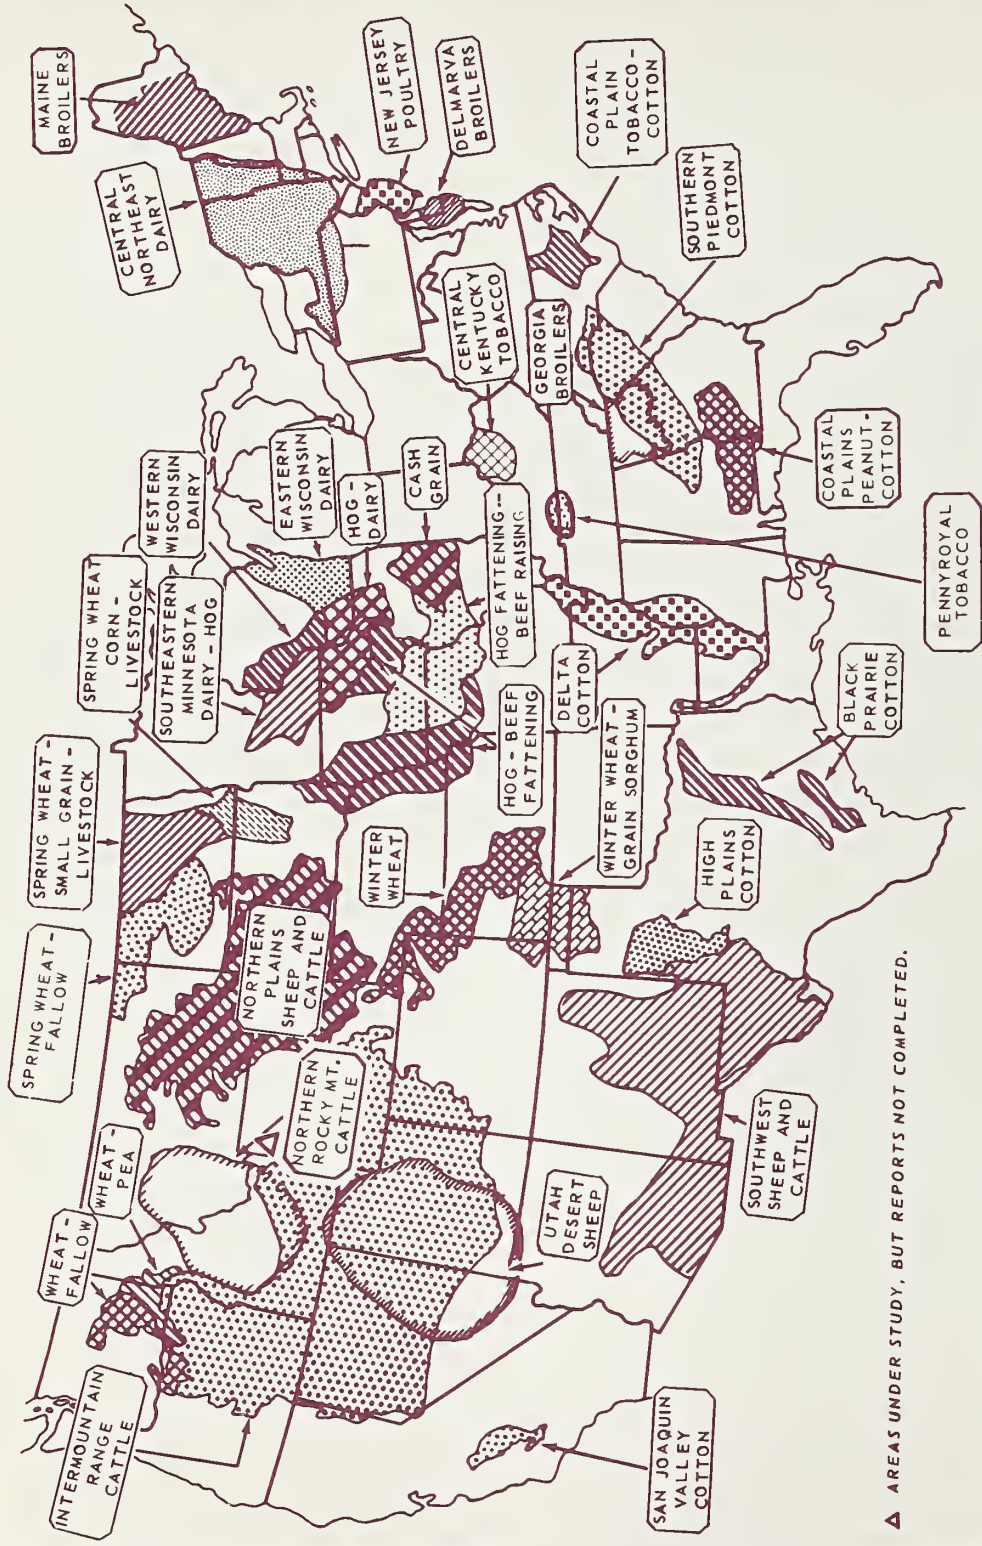 MAINE
BROILERS
CENTRAL
NORTHEAST
DAIRY
NEW JERSEY
POULTRY
DELMARVA
BROILERS
COASTAL
PLAIN
TOBACCO-
COTTON
SOUTHERN
PIEDMONT
COTTON
CENTRAL
KENTUCKY
TOBACCO
GEORGIA
BROILERS
COASTAL
PLAINS
PEANUT-
COTTON
PENNYROYAL
TOBACCO
WESTERN
WISCONSIN
DAIRY
EASTERN
WISCONSIN
DAIRY
HOG-
DAIRY
CASH
GRAIN
HOG FATTENING--
BEEF RAISING
SPRING WHEAT
CORN-
LIVESTOCK
SOUTHEASTERN
MINNESOTA
DAIRY-HOG
DELTA
COTTON
BLACK
PRAIRIE
COTTON
HOG-BEEF
FATTENING
WINTER WHEAT-
GRAIN SORGHUM
SPRING WHEAT-
SMALL GRAIN-
LIVESTOCK
WINTER
WHEAT
HIGH
PLAINS
COTTON
SPRING WHEAT-
FALLOW
NORTHERN
PLAINS
SHEEP AND
CATTLE
NORTHERN
ROCKY MT.
CATTLE
Δ
WHEAT-
PEA
WHEAT-
FALLOW
UTAH
DESERT
SHEEP
SOUTHWEST
SHEEP AND
CATTLE
INTERMOUNTAIN
RANGE
CATTLE
SAN JOAQUIN
VALLEY
COTTON
Δ AREAS UNDER STUDY, BUT REPORTS NOT COMPLETED.